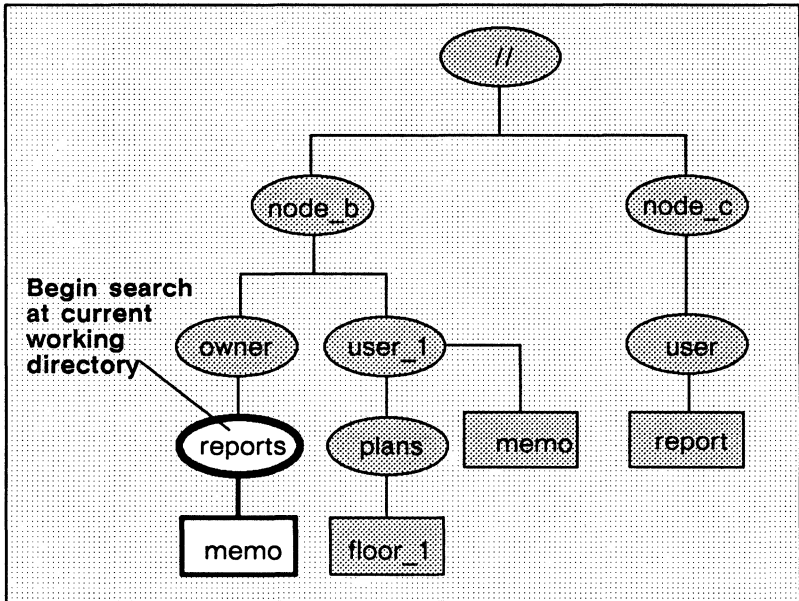 //
node_b
node_c
Begin search
at current
working
directory
owner
user_1
user
reports
plans
memo
report
memo
floor_1